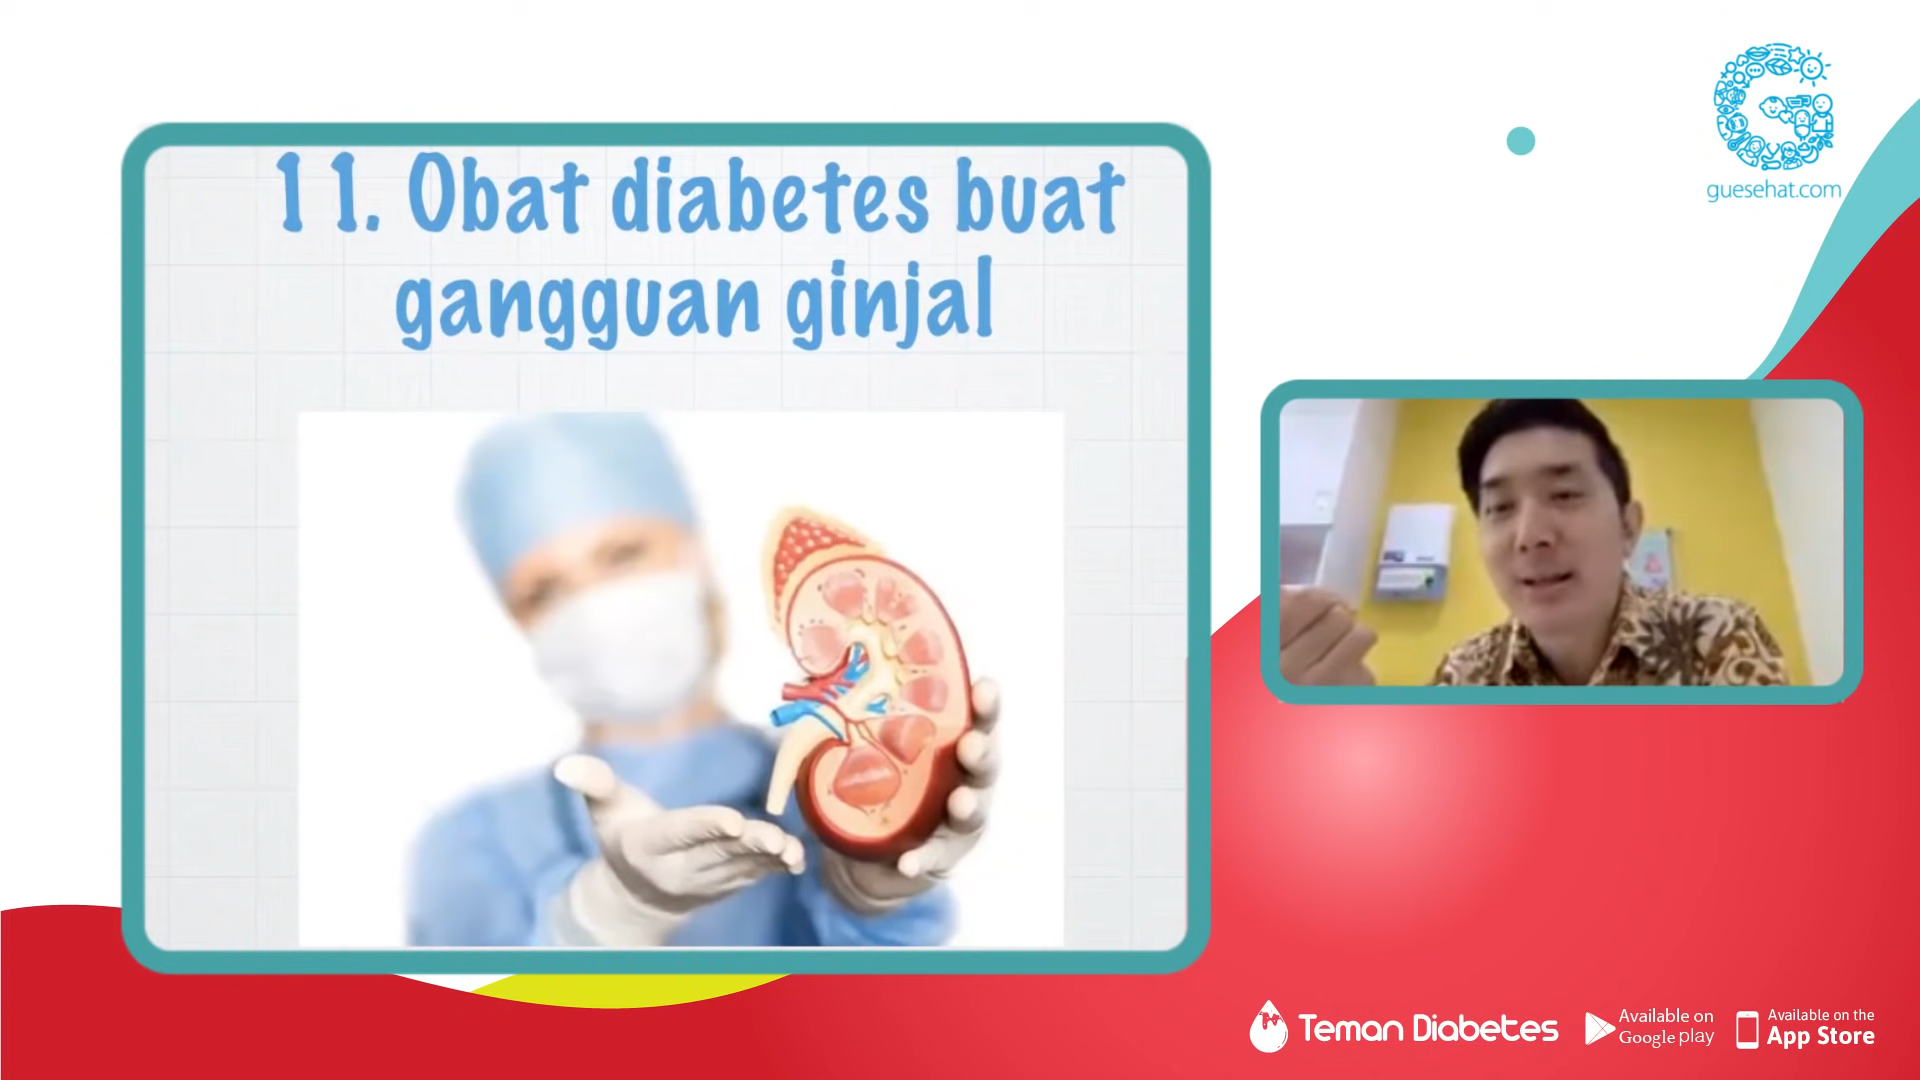 11. Obat diabetes buat
gangguan ginjal
guesehat.com
Teman Diabetes
Available on
Google play
Available on the
App Store